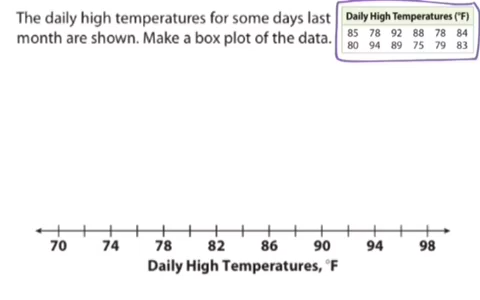 The daily high temperatures for some days last
month are shown. Make a box plot of the data.
Daily High Temperatures (°F)
85 78 92 88 78 84
80 94 89 75 79 83
70 74 78 82 86 90 94 98
Daily High Temperatures, °F